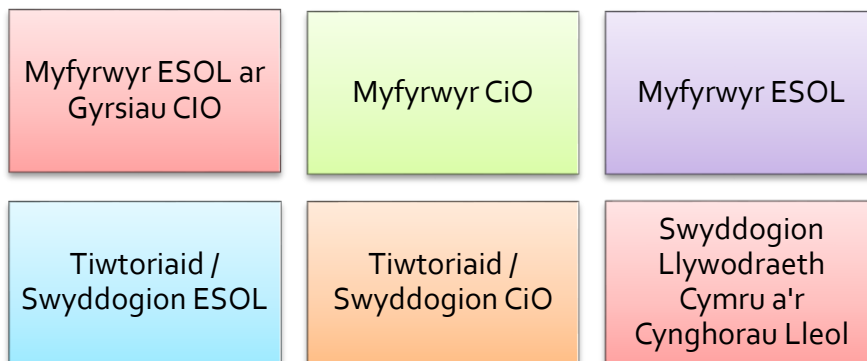 Myfyrwyr ESOL ar
Gyrsiau CIO
Myfyrwyr CiO
Myfyrwyr ESOL
Tiwtoriaid /
Swyddogion ESOL
Tiwtoriaid /
Swyddogion CiO
Swyddogion
Llywodraeth
Cymru a'r
Cynghorau Lleol